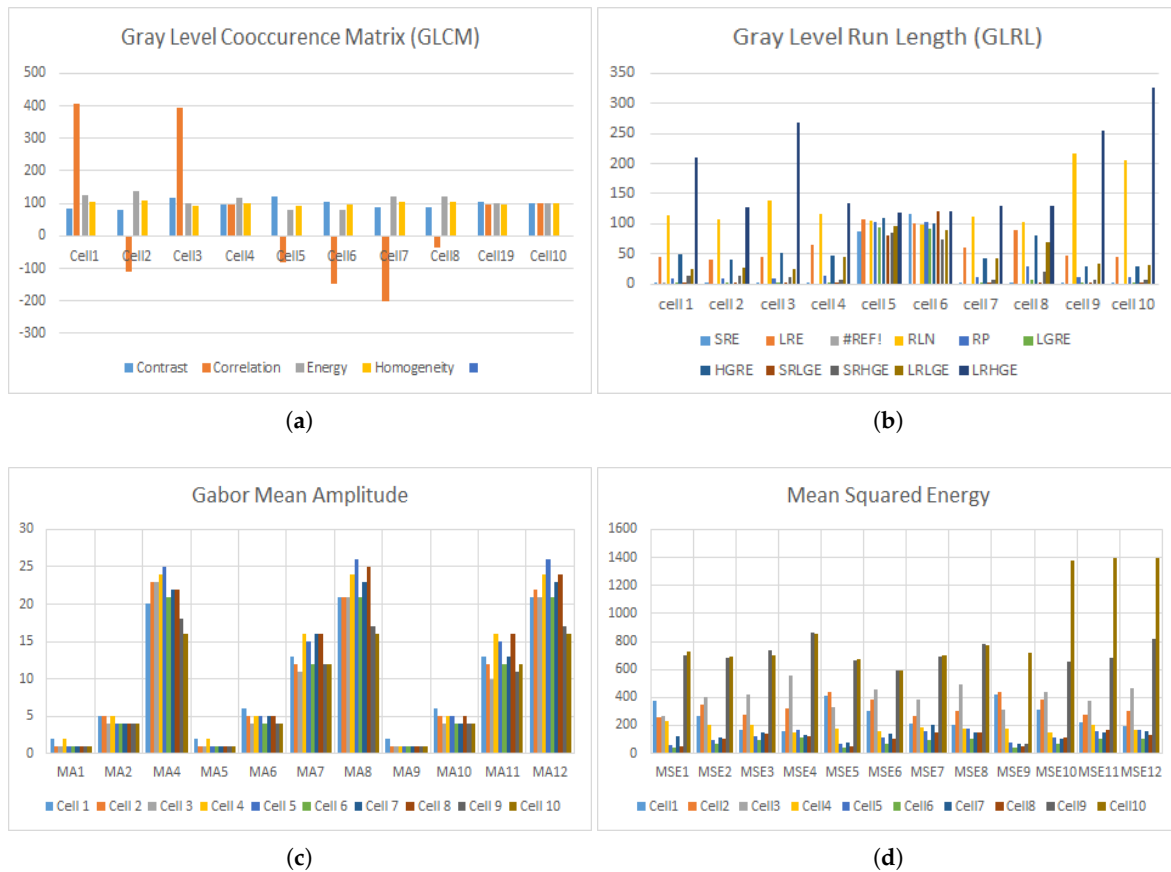 Gray Level Cooccurence Matrix (GLCM)
500
400
300
200
100
0
-100
-200
-300
Cell1 Cell2 Cell3 Cell4 Cell5 Cell6 Cell7 Cell8 Cell19 Cell10
Contrast Correlation Energy Homogeneity
(a)
Gray Level Run Length (GLRL)
350
300
250
200
150
100
50
0
cell 1 cell 2 cell 3 cell 4 cell 5 cell 6 cell 7 cell 8 cell 9 cell 10
SRE LRE #REF! RLN RP LGRE
HGRE SRLGE SRHGE LRLGE LRHGE
(b)
Gabor Mean Amplitude
30
25
20
15
10
5
0
MA1 MA2 MA4 MA5 MA6 MA7 MA8 MA9 MA10 MA11 MA12
Cell 1 Cell 2 Cell 3 Cell 4 Cell 5 Cell 6 Cell 7 Cell 8 Cell 9 Cell 10
(c)
Mean Squared Energy
1600
1400
1200
1000
800
600
400
200
0
MSE1 MSE2 MSE3 MSE4 MSE5 MSE6 MSE7 MSE8 MSE9 MSE10 MSE11 MSE12
Cell1 Cell2 Cell3 Cell4 Cell5 Cell6 Cell7 Cell8 Cell9 Cell10
(d)